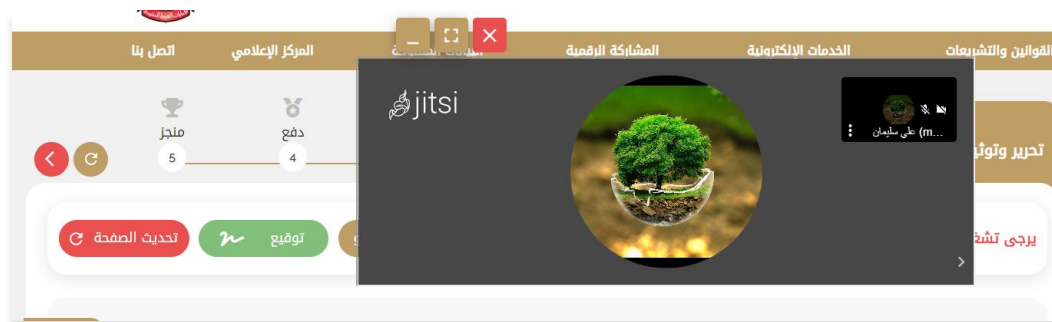 القوانين والتشريعات
الخدمات الإلكترونية
المشاركة الرقمية
المركز الإعلامي
اتصل بنا
jitsi
علي سليمان (m...
تحرير وتوثي
دفع
4
منجز
5
يرجى تشغ
توقيع
تحديث الصفحة